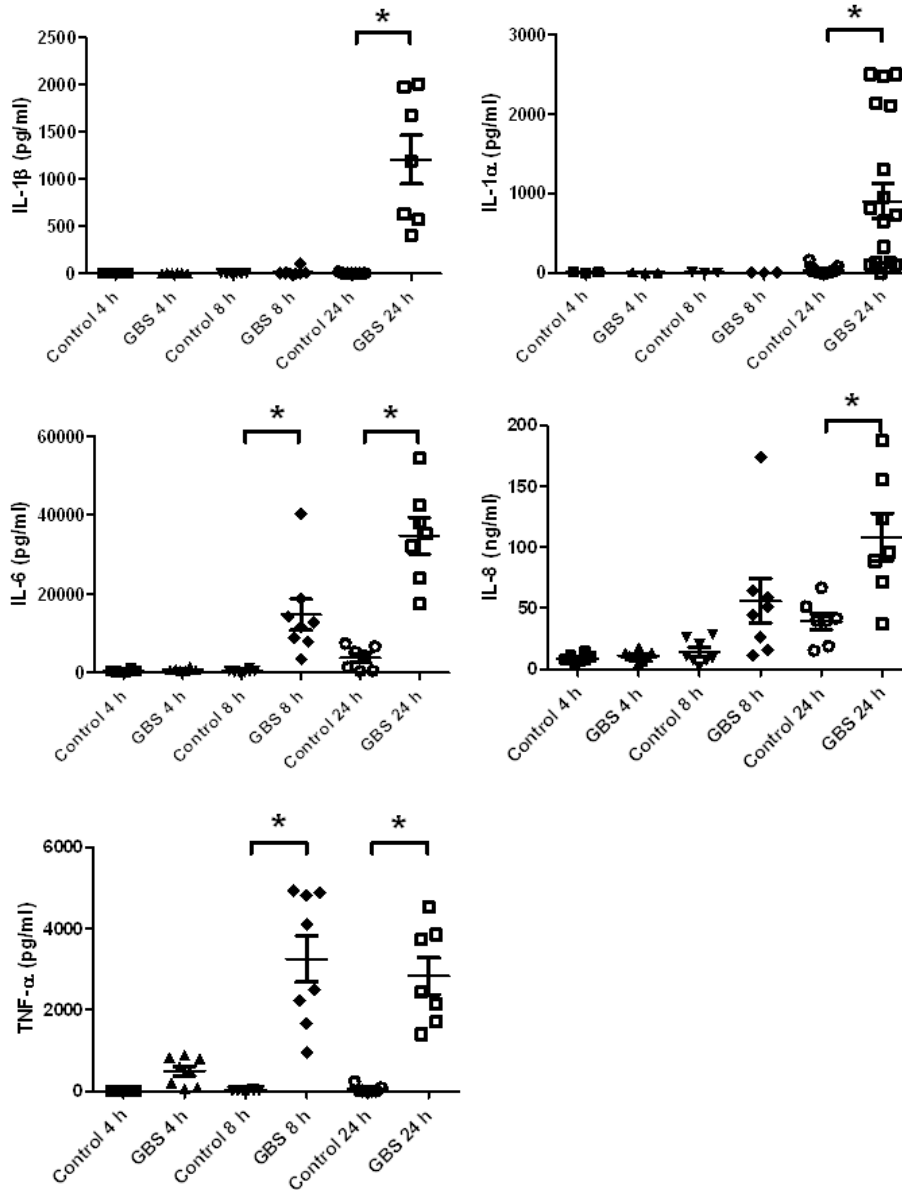 *
2500
2000
1500
1000
500
0
IL-1β (pg/ml)
Control 4 h
GBS 4 h
Control 8 h
GBS 8 h
Control 24 h
GBS 24 h
*
3000
2000
1000
0
IL-1α (pg/ml)
Control 4 h
GBS 4 h
Control 8 h
GBS 8 h
Control 24 h
GBS 24 h
* *
60000
40000
20000
0
IL-6 (pg/ml)
Control 4 h
GBS 4 h
Control 8 h
GBS 8 h
Control 24 h
GBS 24 h
*
200
150
100
50
0
IL-8 (ng/ml)
Control 4 h
GBS 4 h
Control 8 h
GBS 8 h
Control 24 h
GBS 24 h
* *
6000
4000
2000
0
TNF-α (pg/ml)
Control 4 h
GBS 4 h
Control 8 h
GBS 8 h
Control 24 h
GBS 24 h